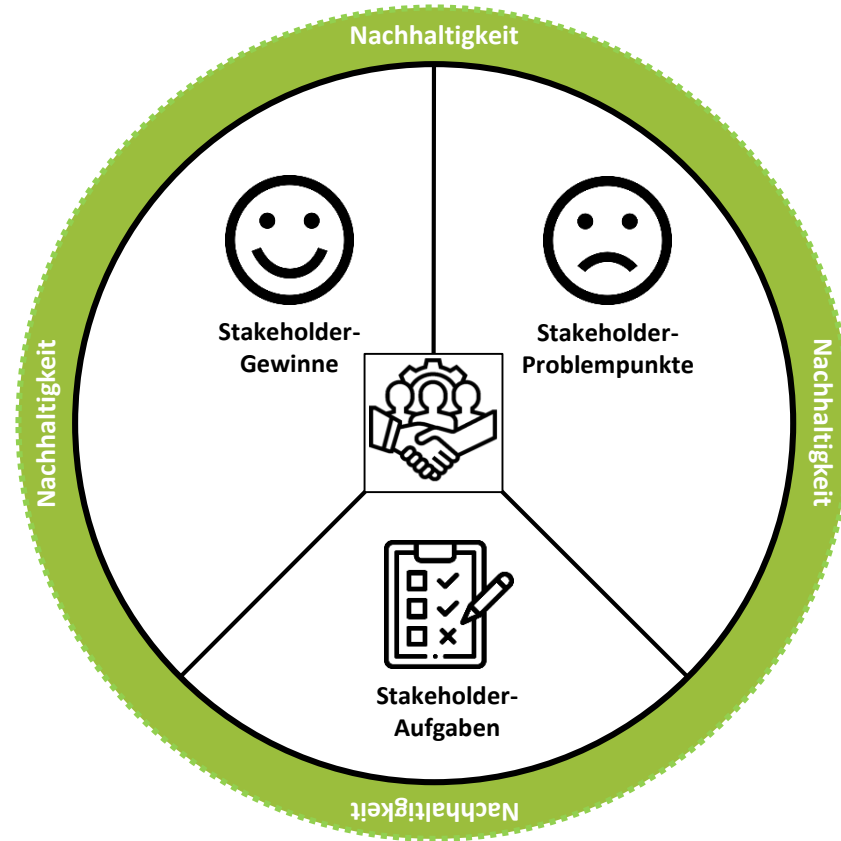 Nachhaltigkeit
Stakeholder-
Gewinne
Stakeholder-
Problempunkte
Nachhaltigkeit
Nachhaltigkeit
Stakeholder-
Aufgaben
Nachhaltigkeit